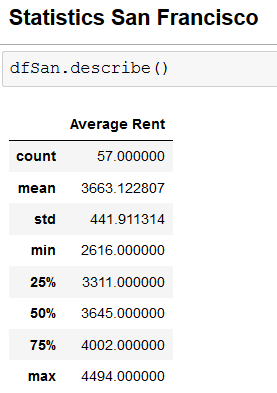 Statistics San Francisco
dfSan.describe()
Average Rent
count 57.000000
mean 3663.122807
std 441.911314
min 2616.000000
25% 3311.000000
50% 3645.000000
75% 4002.000000
max 4494.000000